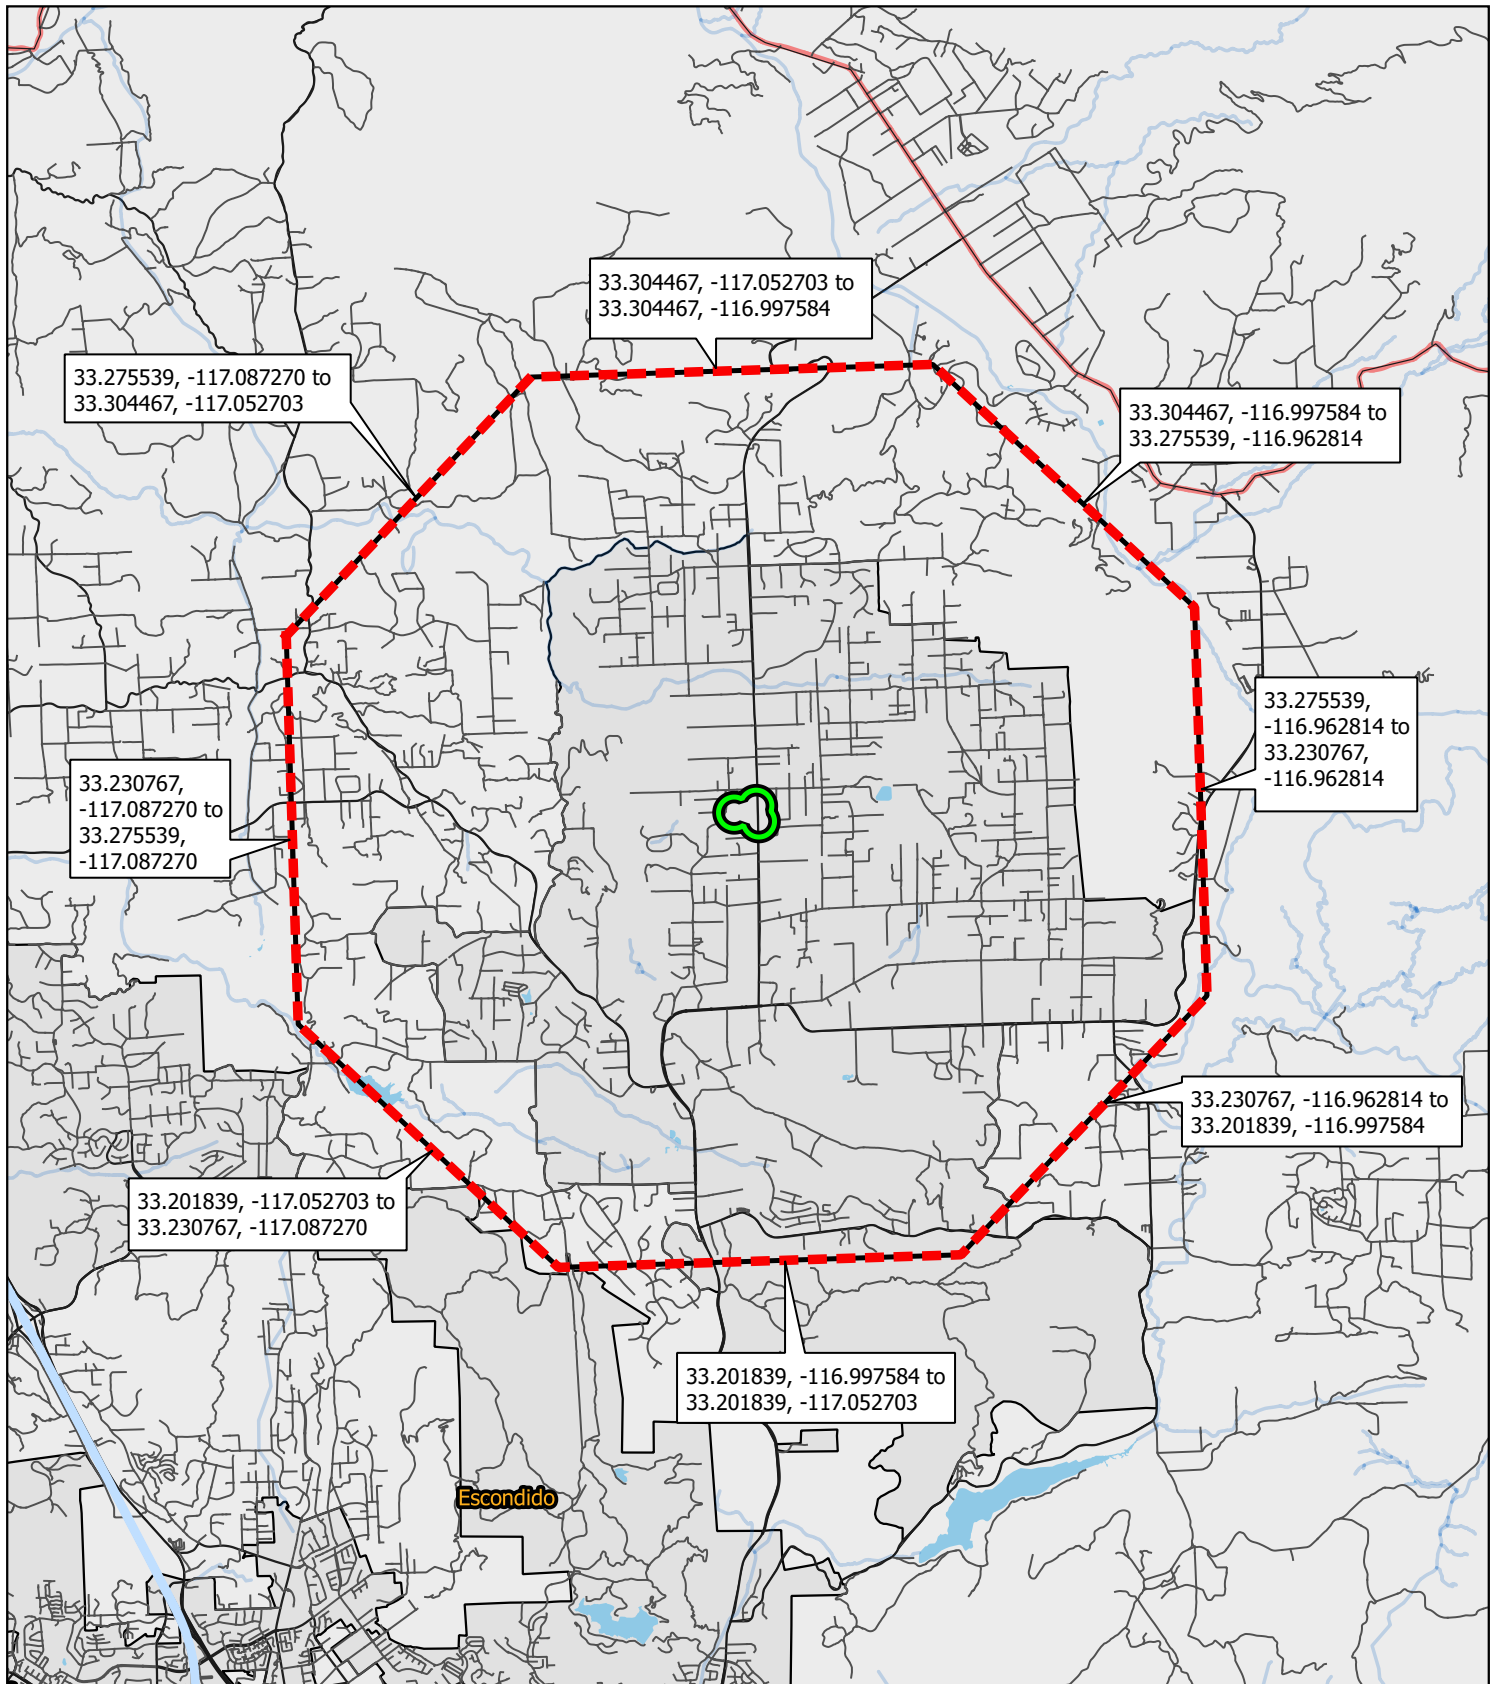 33.304467, -117.052703 to
33.304467, -116.997584
33.275539, -117.087270 to
33.304467, -117.052703
33.304467, -116.997584 to
33.275539, -116.962814
33.275539,
-116.962814 to
33.230767,
-116.962814
33.230767,
-117.087270 to
33.275539,
-117.087270
33.230767, -116.962814 to
33.201839, -116.997584
33.201839, -117.052703 to
33.230767, -117.087270
33.201839, -116.997584 to
33.201839, -117.052703
Escondido